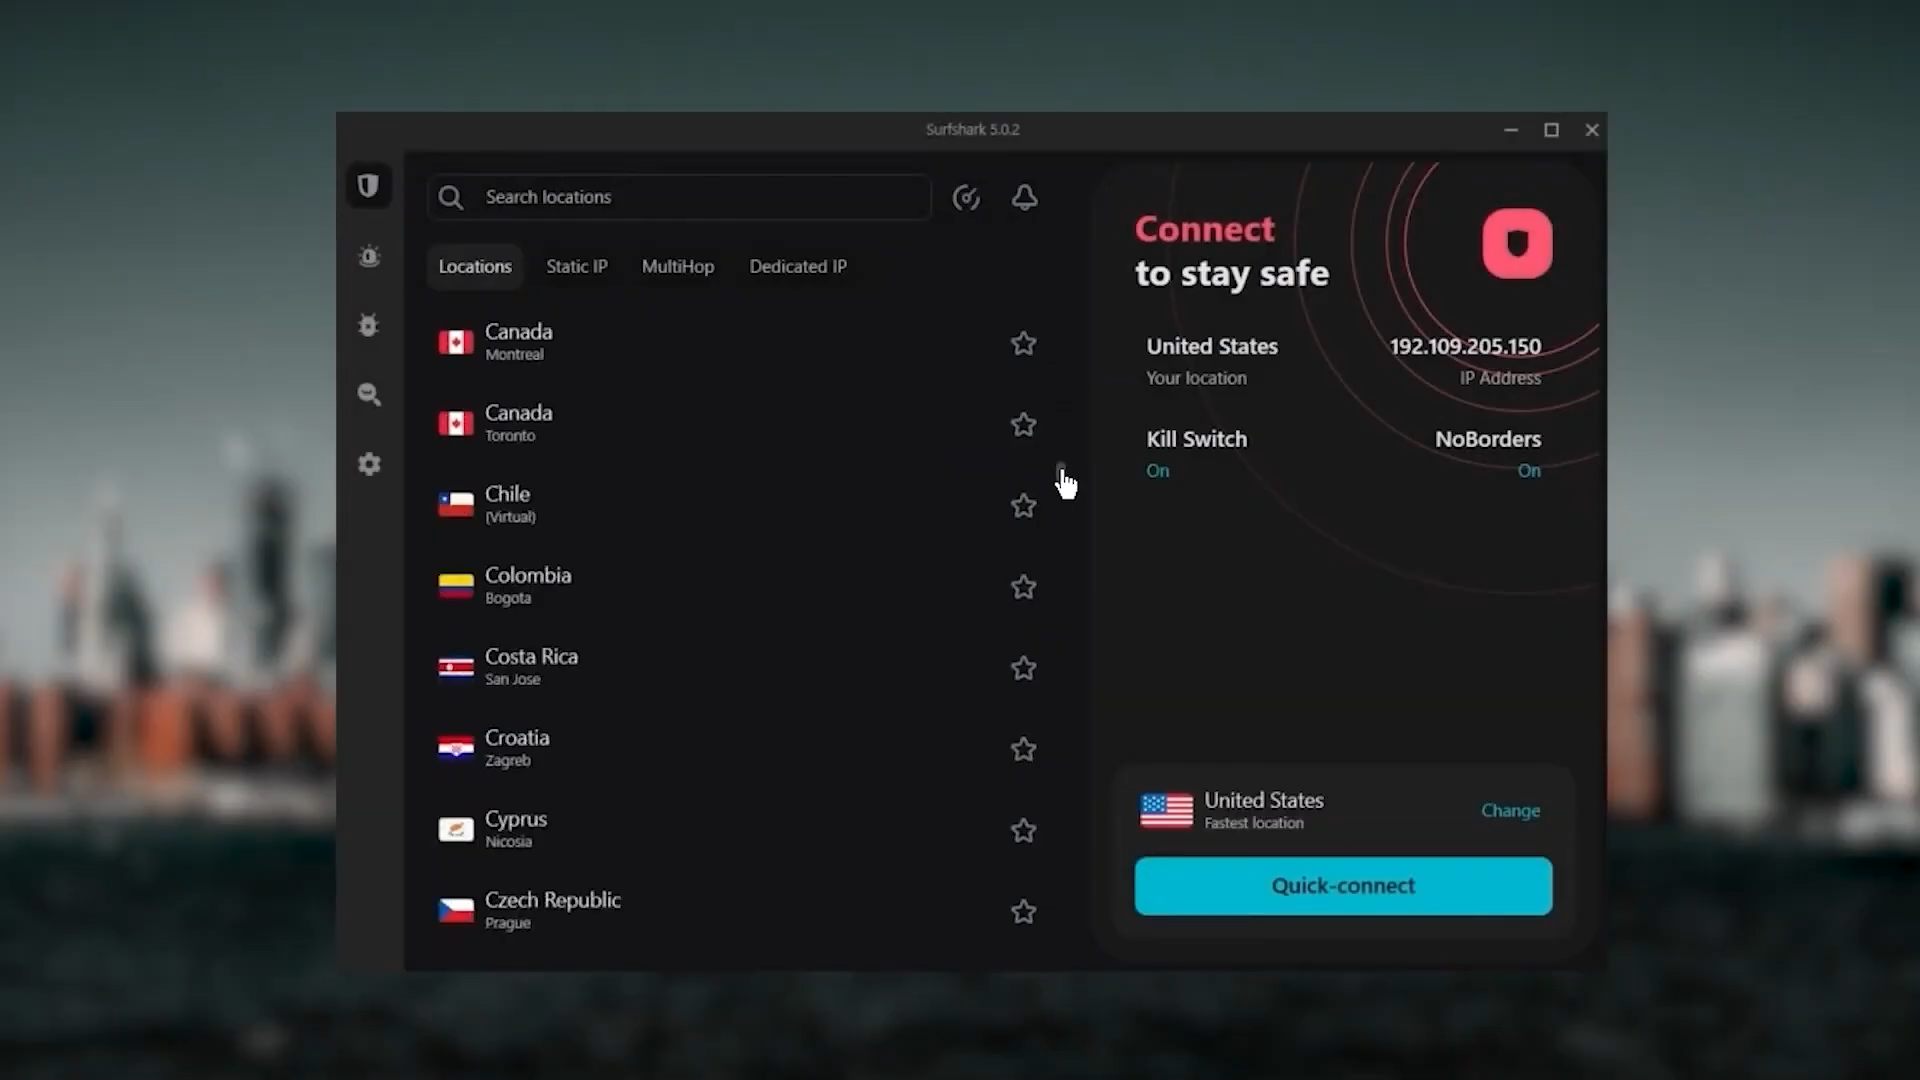 Surfshark 5.0.2
Search locations
Locations
Static IP
MultiHop
Dedicated IP
Canada
Montreal
Canada
Toronto
Chile
(Virtual)
Colombia
Bogota
Costa Rica
San Jose
Croatia
Zagreb
Cyprus
Nicosia
Czech Republic
Prague
Connect
to stay safe
United States
Your location
192.109.205.150
IP Address
Kill Switch
On
NoBorders
On
United States
Fastest location
Change
Quick-connect